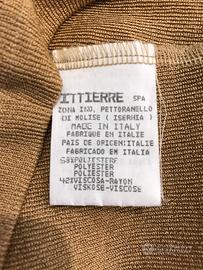 ITTIERRE SPA
ZONA IND. PETTORANELLO
DI MOLISE (ISERNIA)
MADE IN ITALY
FABRIQUE EN ITALIE
PAIS DE ORIGEN: ITALIE
FABRICADO EN ITALIA
58%POLIESTERE
POLYESTER
POLIESTER
42%VISCOSA-RAYON
VISKOSE-VISCOSE